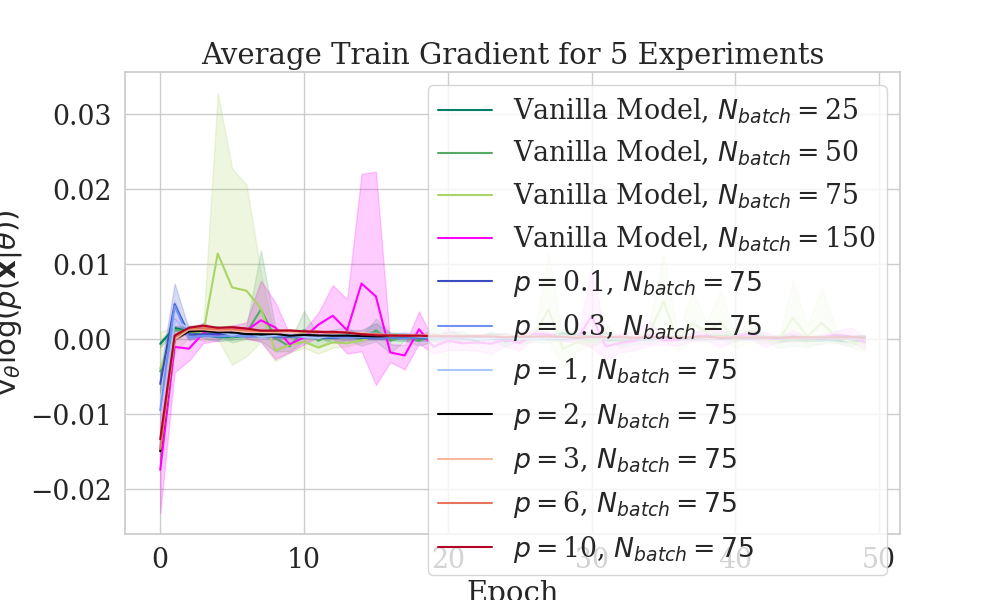 Average Train Gradient for 5 Experiments
∇θlog(p(x|θ))
0.03
0.02
0.01
0.00
−0.01
−0.02
0 10 20 30 40 50
Epoch
Vanilla Model, N_batch = 25
Vanilla Model, N_batch = 50
Vanilla Model, N_batch = 75
Vanilla Model, N_batch = 150
p = 0.1, N_batch = 75
p = 0.3, N_batch = 75
p = 1, N_batch = 75
p = 2, N_batch = 75
p = 3, N_batch = 75
p = 6, N_batch = 75
p = 10, N_batch = 75